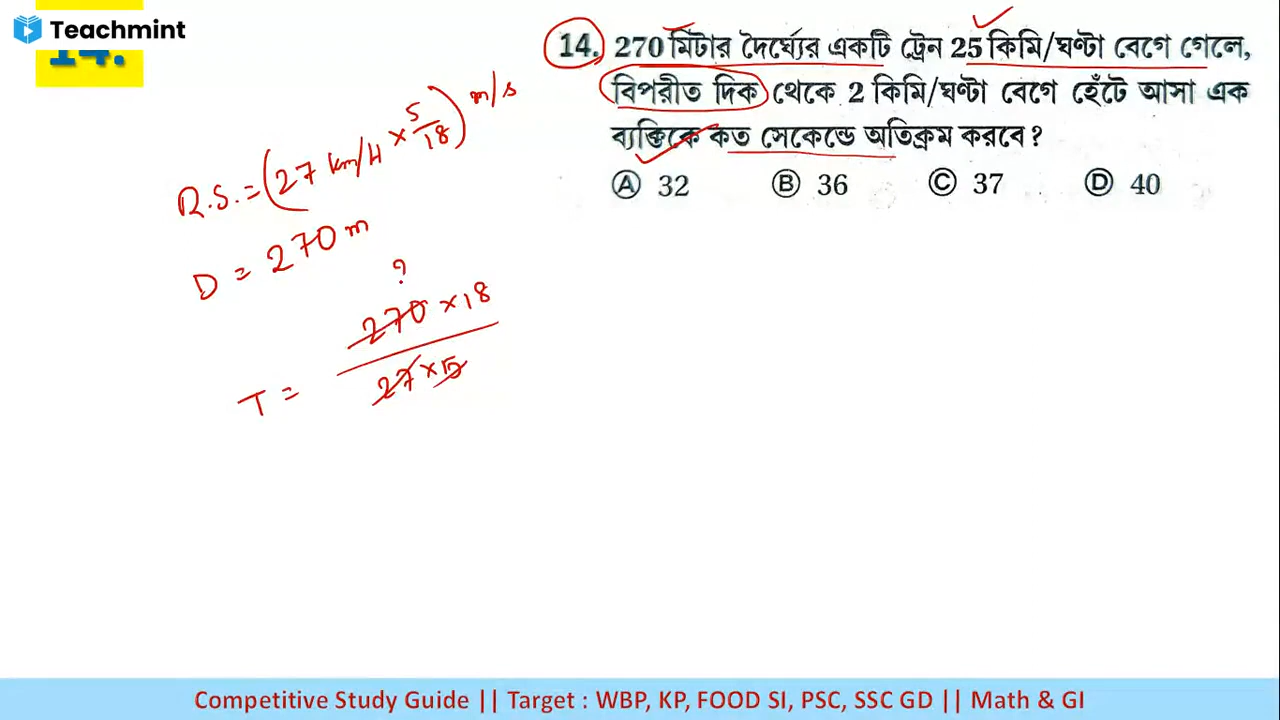 Teachmint
14.
14. 270 মিটার দৈর্ঘ্যের একটি ট্রেন 25 কিমি/ঘণ্টা বেগে গেলে,
বিপরীত দিক থেকে 2 কিমি/ঘণ্টা বেগে হেঁটে আসা এক
ব্যক্তিকে কত সেকেন্ডে অতিক্রম করবে?
Ⓐ 32 Ⓑ 36 Ⓒ 37 Ⓓ 40
R.S. = (27 km/H × 5/18) m/s
D = 270 m
?
T = 270 × 18 / 27 × 5
Competitive Study Guide || Target : WBP, KP, FOOD SI, PSC, SSC GD || Math & GI